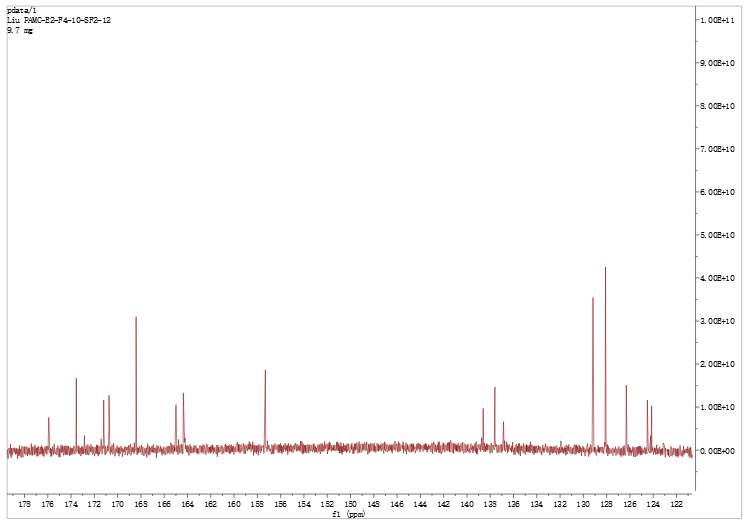 pdata/1
Liu PAMC-E2-F4-10-SF2-12
9.7 mg
1.00E+11
9.00E+10
8.00E+10
7.00E+10
6.00E+10
5.00E+10
4.00E+10
3.00E+10
2.00E+10
1.00E+10
0.00E+00
178 176 174 172 170 168 166 164 162 160 158 156 154 152 150 148 146 144 142 140 138 136 134 132 130 128 126 124 122
f1 (ppm)